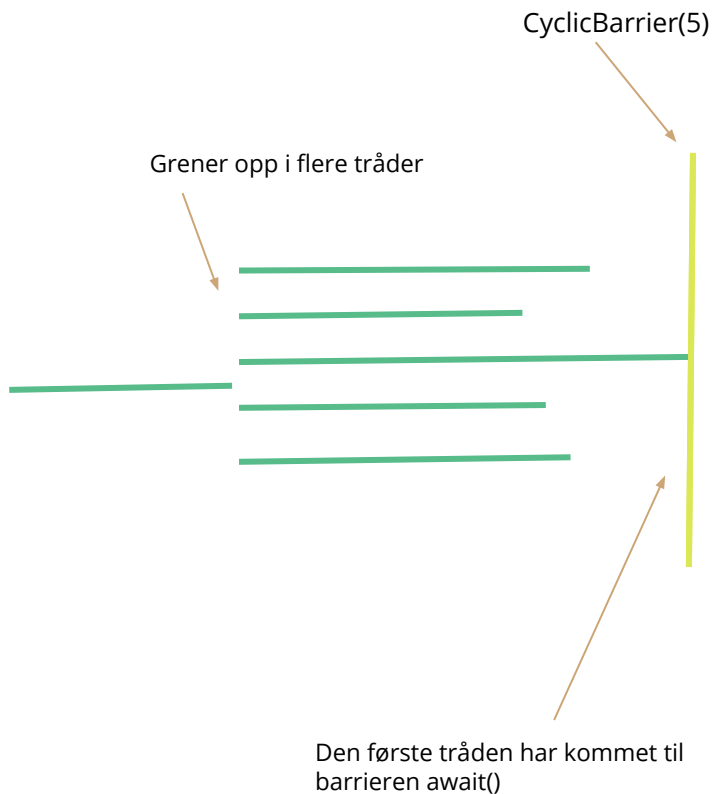 CyclicBarrier(5)
Grener opp i flere tråder
Den første tråden har kommet til
barrieren await()